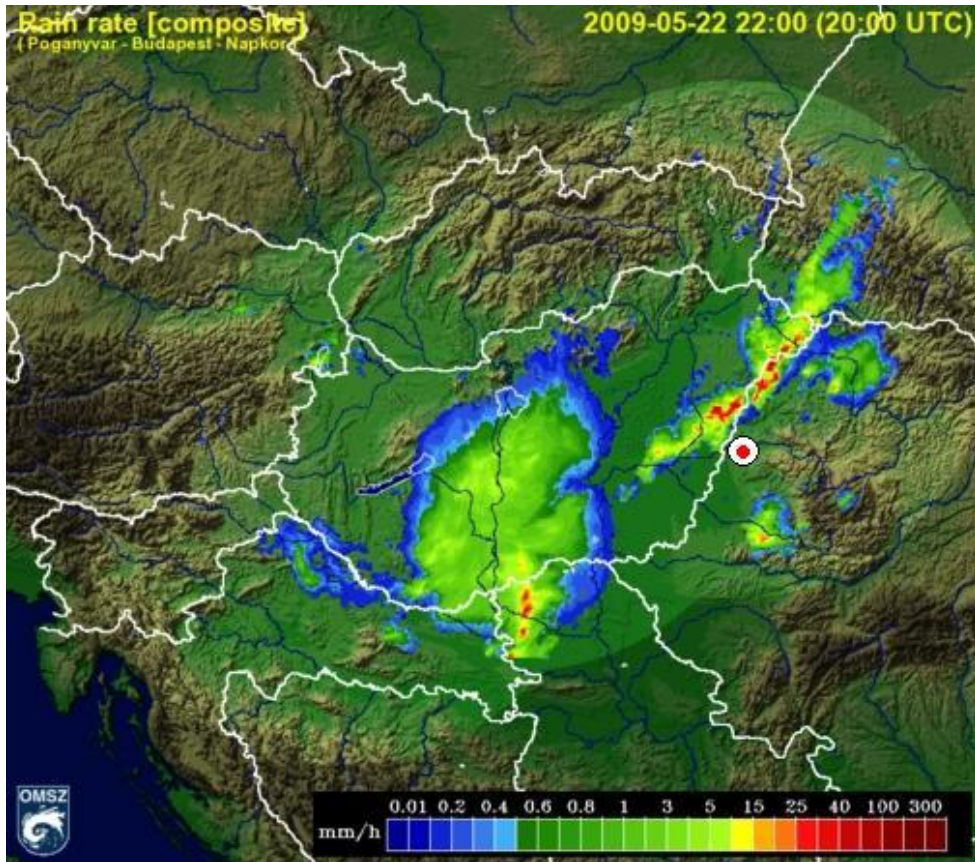 Rain rate [composite]
( Poganyvar - Budapest - Napkor)
2009-05-22 22:00 (20:00 UTC)
OMSZ
0.01 0.2 0.4 0.6 0.8 1 3 5 15 25 40 100 300
mm/h